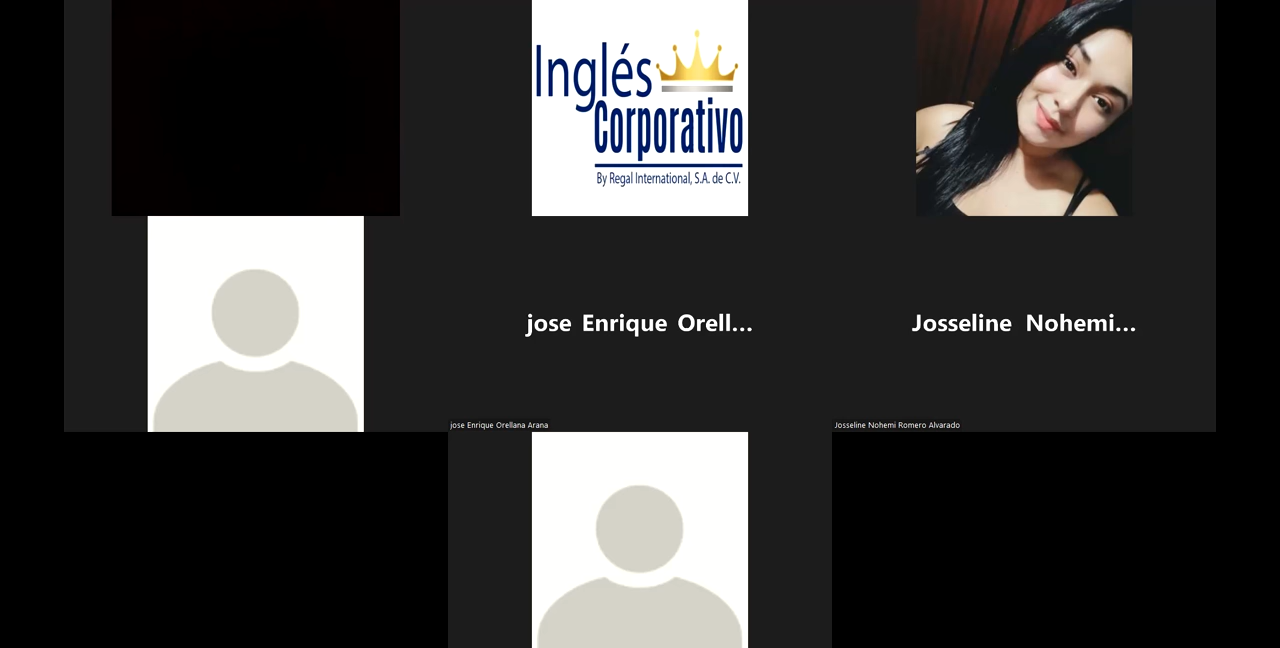 Inglés
Corporativo
By Regal International, S.A. de C.V.
jose Enrique Orell...
Josseline Nohemi...
jose Enrique Orellana Arana
Josseline Nohemi Romero Alvarado